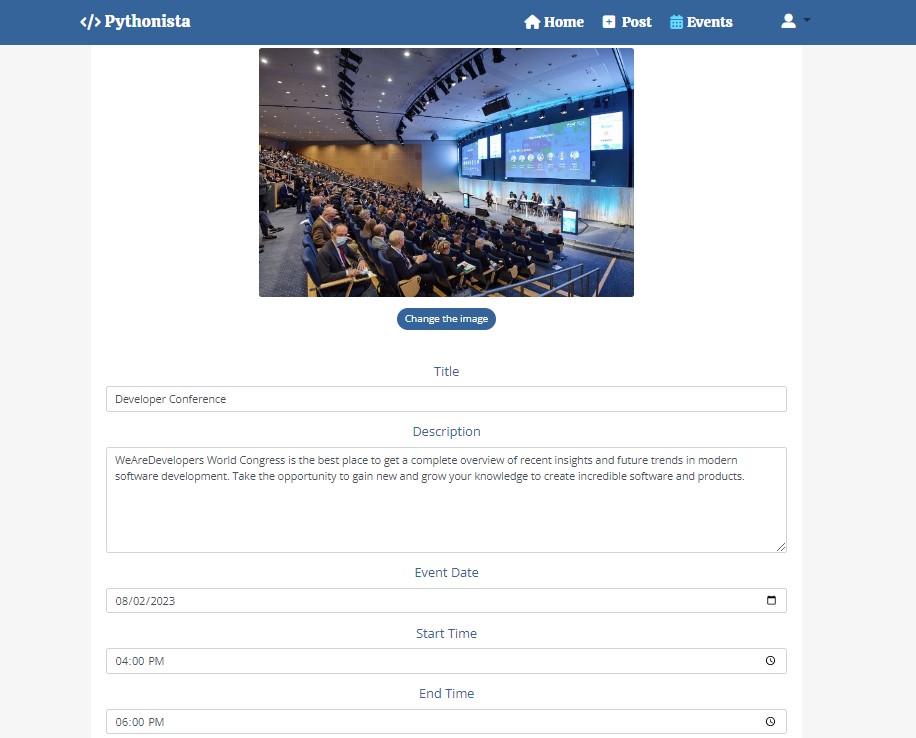 </> Pythonista
Home Post Events
Change the image
Title
Developer Conference
Description
WeAreDevelopers World Congress is the best place to get a complete overview of recent insights and future trends in modern
software development. Take the opportunity to gain new and grow your knowledge to create incredible software and products.
Event Date
08/02/2023
Start Time
04:00 PM
End Time
06:00 PM